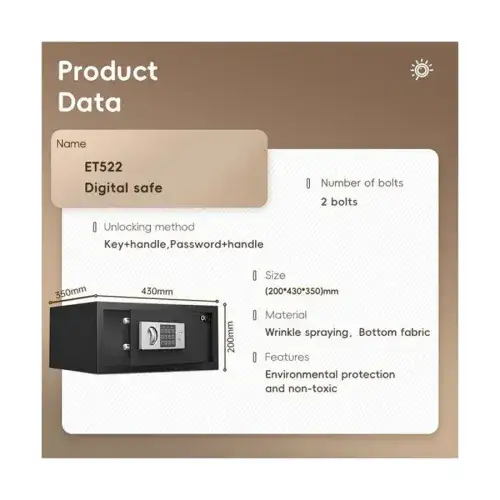 Product
Data
Name
ET522
Digital safe
Number of bolts
2 bolts
Unlocking method
Key+handle,Password+handle
Size
(200*430*350)mm
350mm
430mm
200mm
Material
Wrinkle spraying, Bottom fabric
Features
Environmental protection
and non-toxic